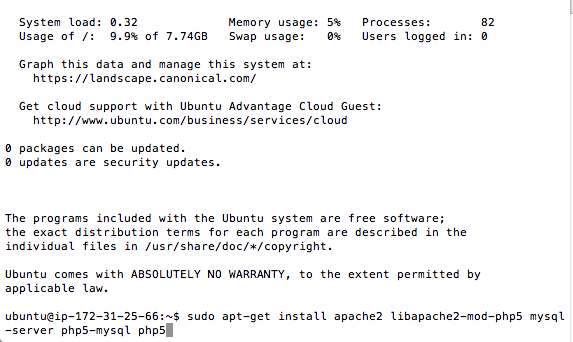 System load: 0.32 Memory usage: 5% Processes: 82
Usage of /: 9.9% of 7.74GB Swap usage: 0% Users logged in: 0
Graph this data and manage this system at:
https://landscape.canonical.com/
Get cloud support with Ubuntu Advantage Cloud Guest:
http://www.ubuntu.com/business/services/cloud
0 packages can be updated.
0 updates are security updates.
The programs included with the Ubuntu system are free software;
the exact distribution terms for each program are described in the
individual files in /usr/share/doc/*/copyright.
Ubuntu comes with ABSOLUTELY NO WARRANTY, to the extent permitted by
applicable law.
ubuntu@ip-172-31-25-66:~$ sudo apt-get install apache2 libapache2-mod-php5 mysql
-server php5-mysql php5